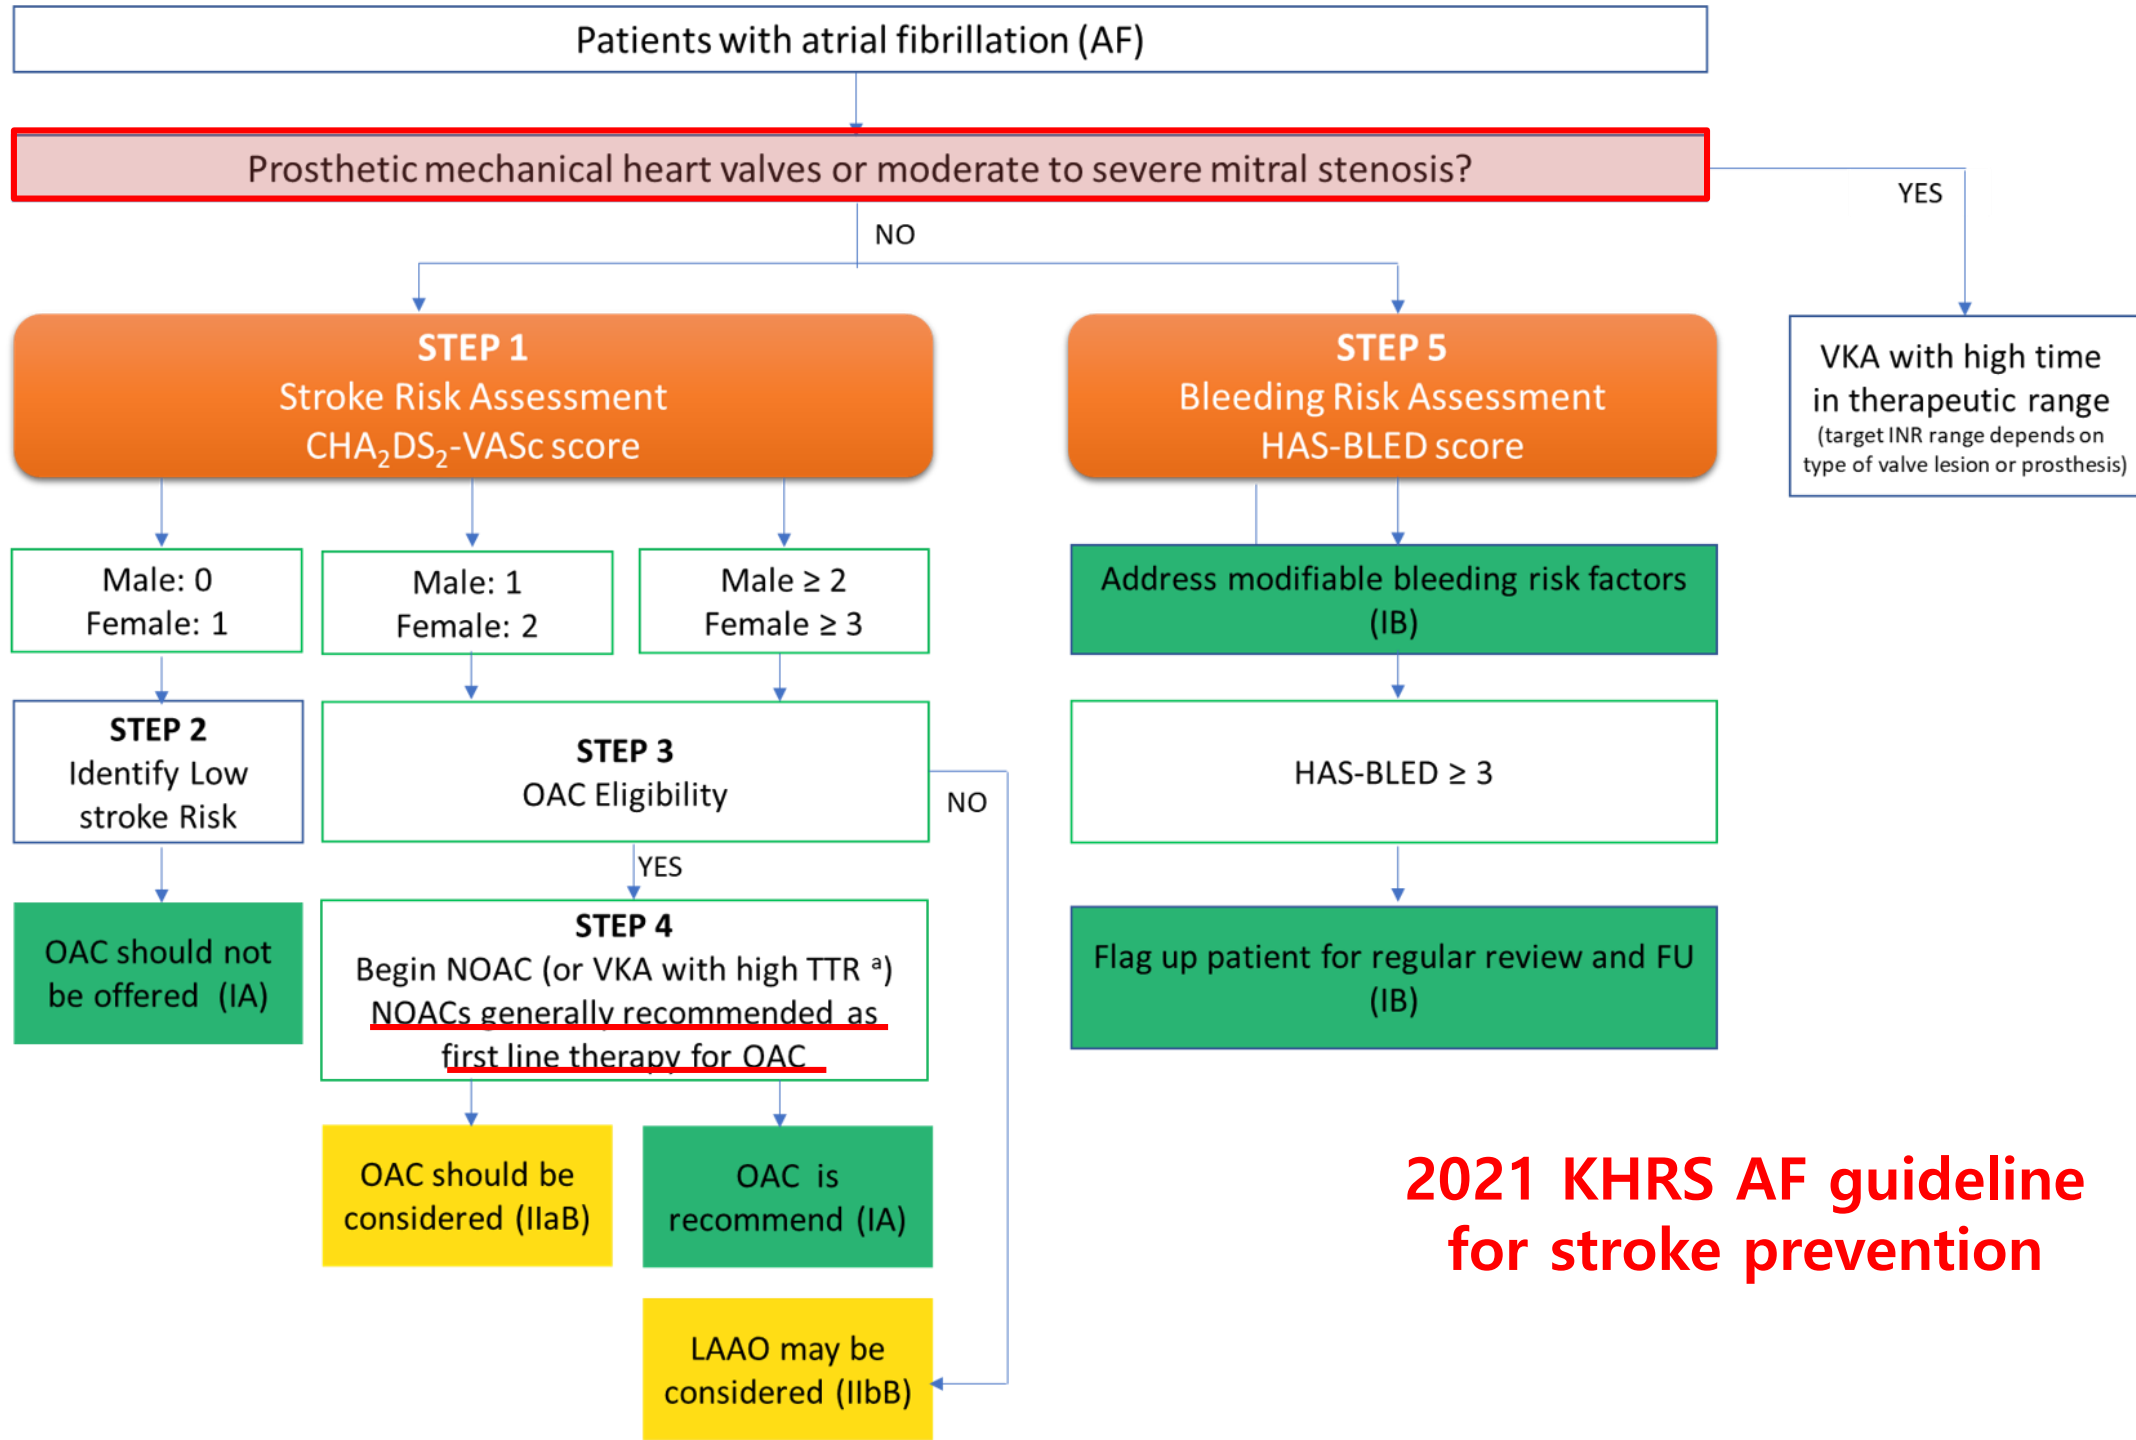 Patients with atrial fibrillation (AF)
Prosthetic mechanical heart valves or moderate to severe mitral stenosis?
YES
NO
STEP 1
Stroke Risk Assessment
CHA₂DS₂-VASc score
STEP 5
Bleeding Risk Assessment
HAS-BLED score
VKA with high time
in therapeutic range
(target INR range depends on
type of valve lesion or prosthesis)
Male: 0
Female: 1
Male: 1
Female: 2
Male ≥ 2
Female ≥ 3
Address modifiable bleeding risk factors
(IB)
STEP 2
Identify Low
stroke Risk
STEP 3
OAC Eligibility
NO
HAS-BLED ≥ 3
YES
OAC should not
be offered (IA)
STEP 4
Begin NOAC (or VKA with high TTR ᵃ)
NOACs generally recommended as
first line therapy for OAC
Flag up patient for regular review and FU
(IB)
OAC should be
considered (IIaB)
OAC is
recommend (IA)
LAAO may be
considered (IIbB)
2021 KHRS AF guideline
for stroke prevention